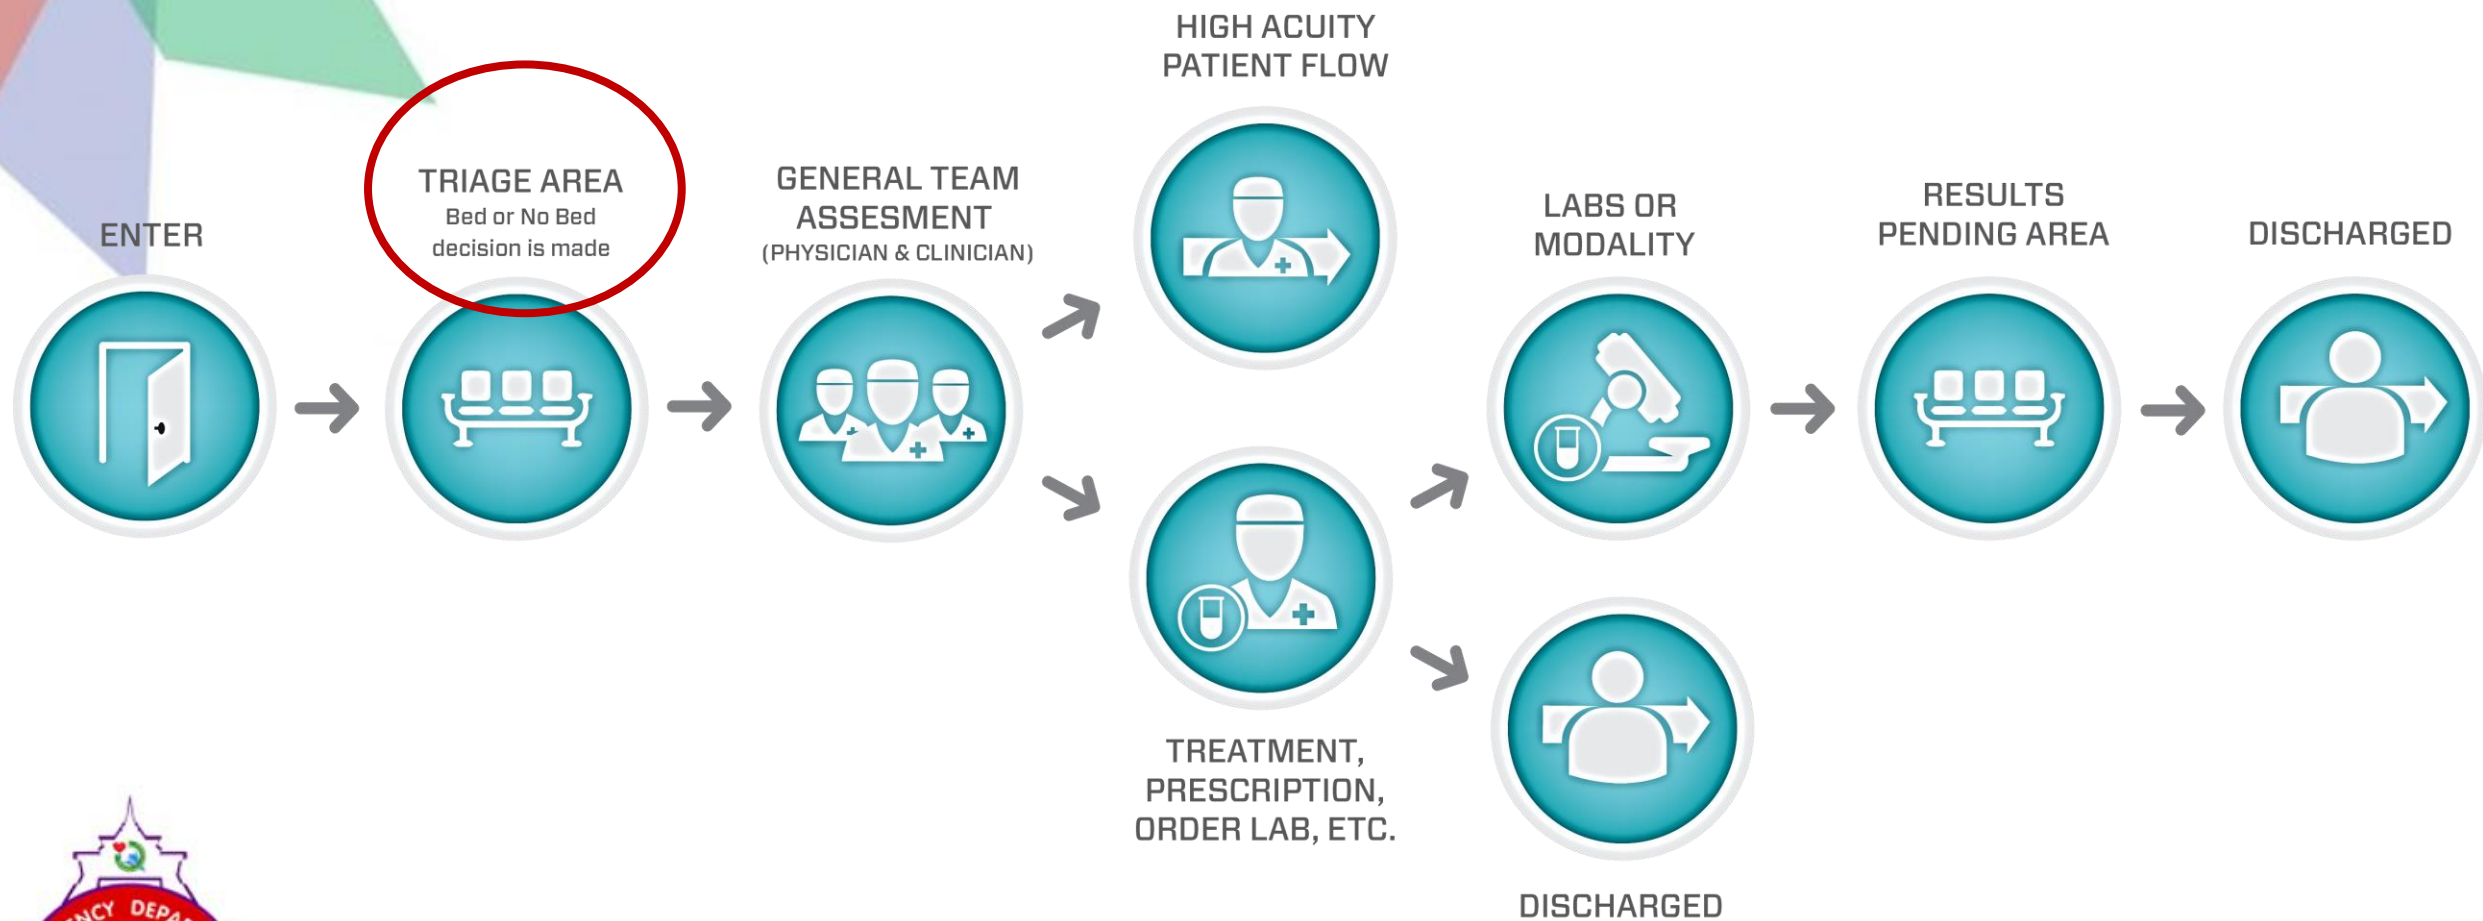 HIGH ACUITY
PATIENT FLOW
ENTER
TRIAGE AREA
Bed or No Bed
decision is made
GENERAL TEAM
ASSESMENT
(PHYSICIAN & CLINICIAN)
LABS OR
MODALITY
RESULTS
PENDING AREA
DISCHARGED
TREATMENT,
PRESCRIPTION,
ORDER LAB, ETC.
DISCHARGED